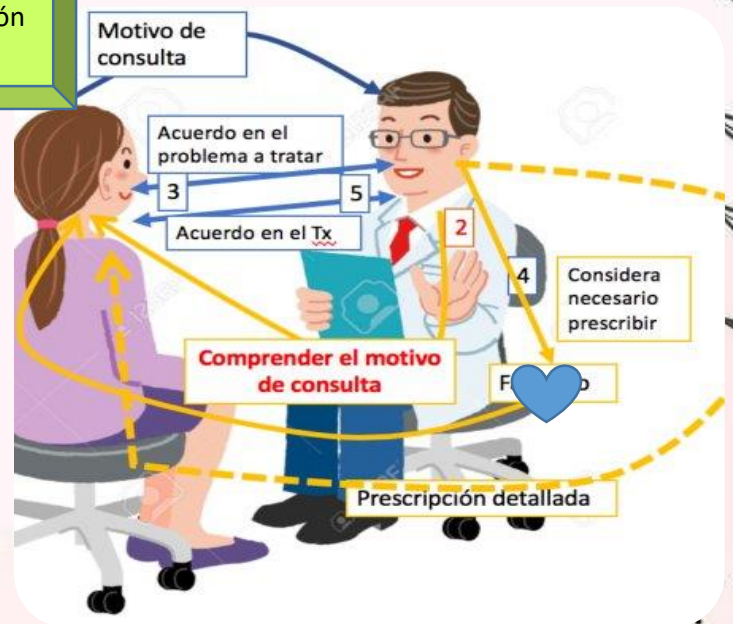 ón
Motivo de
consulta
Acuerdo en el
problema a tratar
3
5
Acuerdo en el Tx
2
4
Considera
necesario
prescribir
Comprender el motivo
de consulta
Prescripción detallada